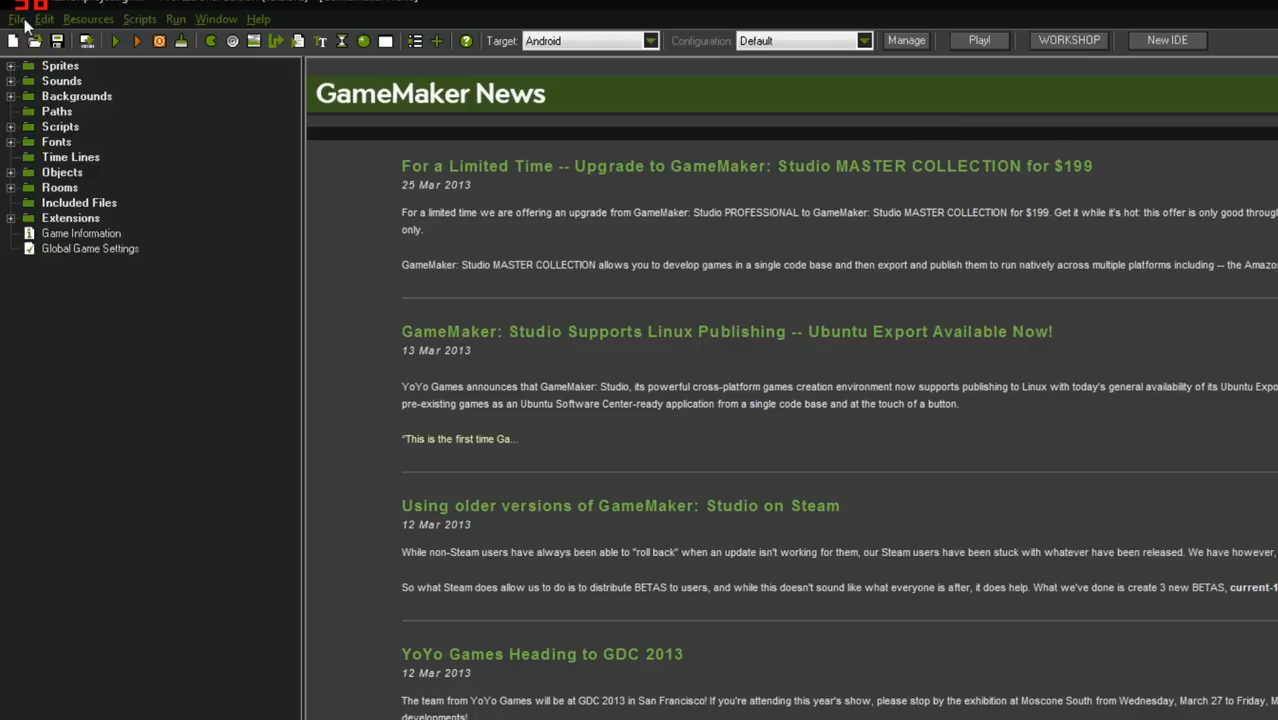 File Edit Resources Scripts Run Window Help
Target: Android Configuration: Default Manage Play! WORKSHOP New IDE
Sprites
Sounds
Backgrounds
Paths
Scripts
Fonts
Time Lines
Objects
Rooms
Included Files
Extensions
Game Information
Global Game Settings
GameMaker News
For a Limited Time -- Upgrade to GameMaker: Studio MASTER COLLECTION for $199
25 Mar 2013
For a limited time we are offering an upgrade from GameMaker: Studio PROFESSIONAL to GameMaker: Studio MASTER COLLECTION for $199. Get it while it's hot: this offer is only good throug
only.
GameMaker: Studio MASTER COLLECTION allows you to develop games in a single code base and then export and publish them to run natively across multiple platforms including -- the Amazo
GameMaker: Studio Supports Linux Publishing -- Ubuntu Export Available Now!
13 Mar 2013
YoYo Games announces that GameMaker: Studio, its powerful cross-platform games creation environment now supports publishing to Linux with today's general availability of its Ubuntu Expo
pre-existing games as an Ubuntu Software Center-ready application from a single code base and at the touch of a button.
"This is the first time Ga...
Using older versions of GameMaker: Studio on Steam
12 Mar 2013
While non-Steam users have always been able to "roll back" when an update isn't working for them, our Steam users have been stuck with whatever have been released. We have however,
So what Steam does allow us to do is to distribute BETAS to users, and while this doesn't sound like what everyone is after, it does help. What we've done is create 3 new BETAS, current-1
YoYo Games Heading to GDC 2013
12 Mar 2013
The team from YoYo Games will be at GDC 2013 in San Francisco! If you're attending this year's show, please stop by the exhibition at Moscone South from Wednesday, March 27 to Friday, M
developments!